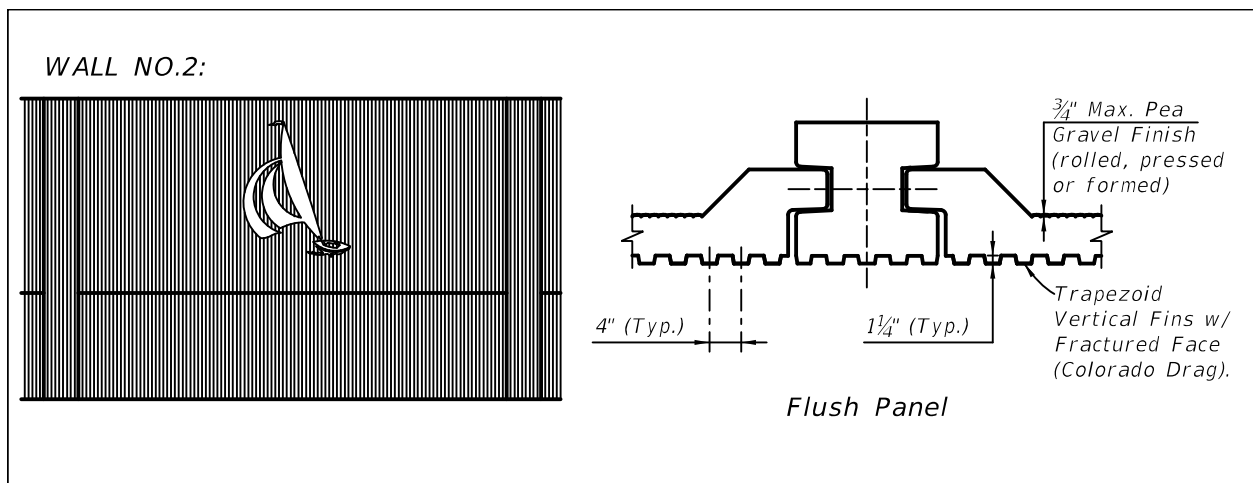 WALL NO.2:
¾" Max. Pea
Gravel Finish
(rolled, pressed
or formed)
4" (Typ.)
1¼" (Typ.)
Trapezoid
Vertical Fins w/
Fractured Face
(Colorado Drag).
Flush Panel